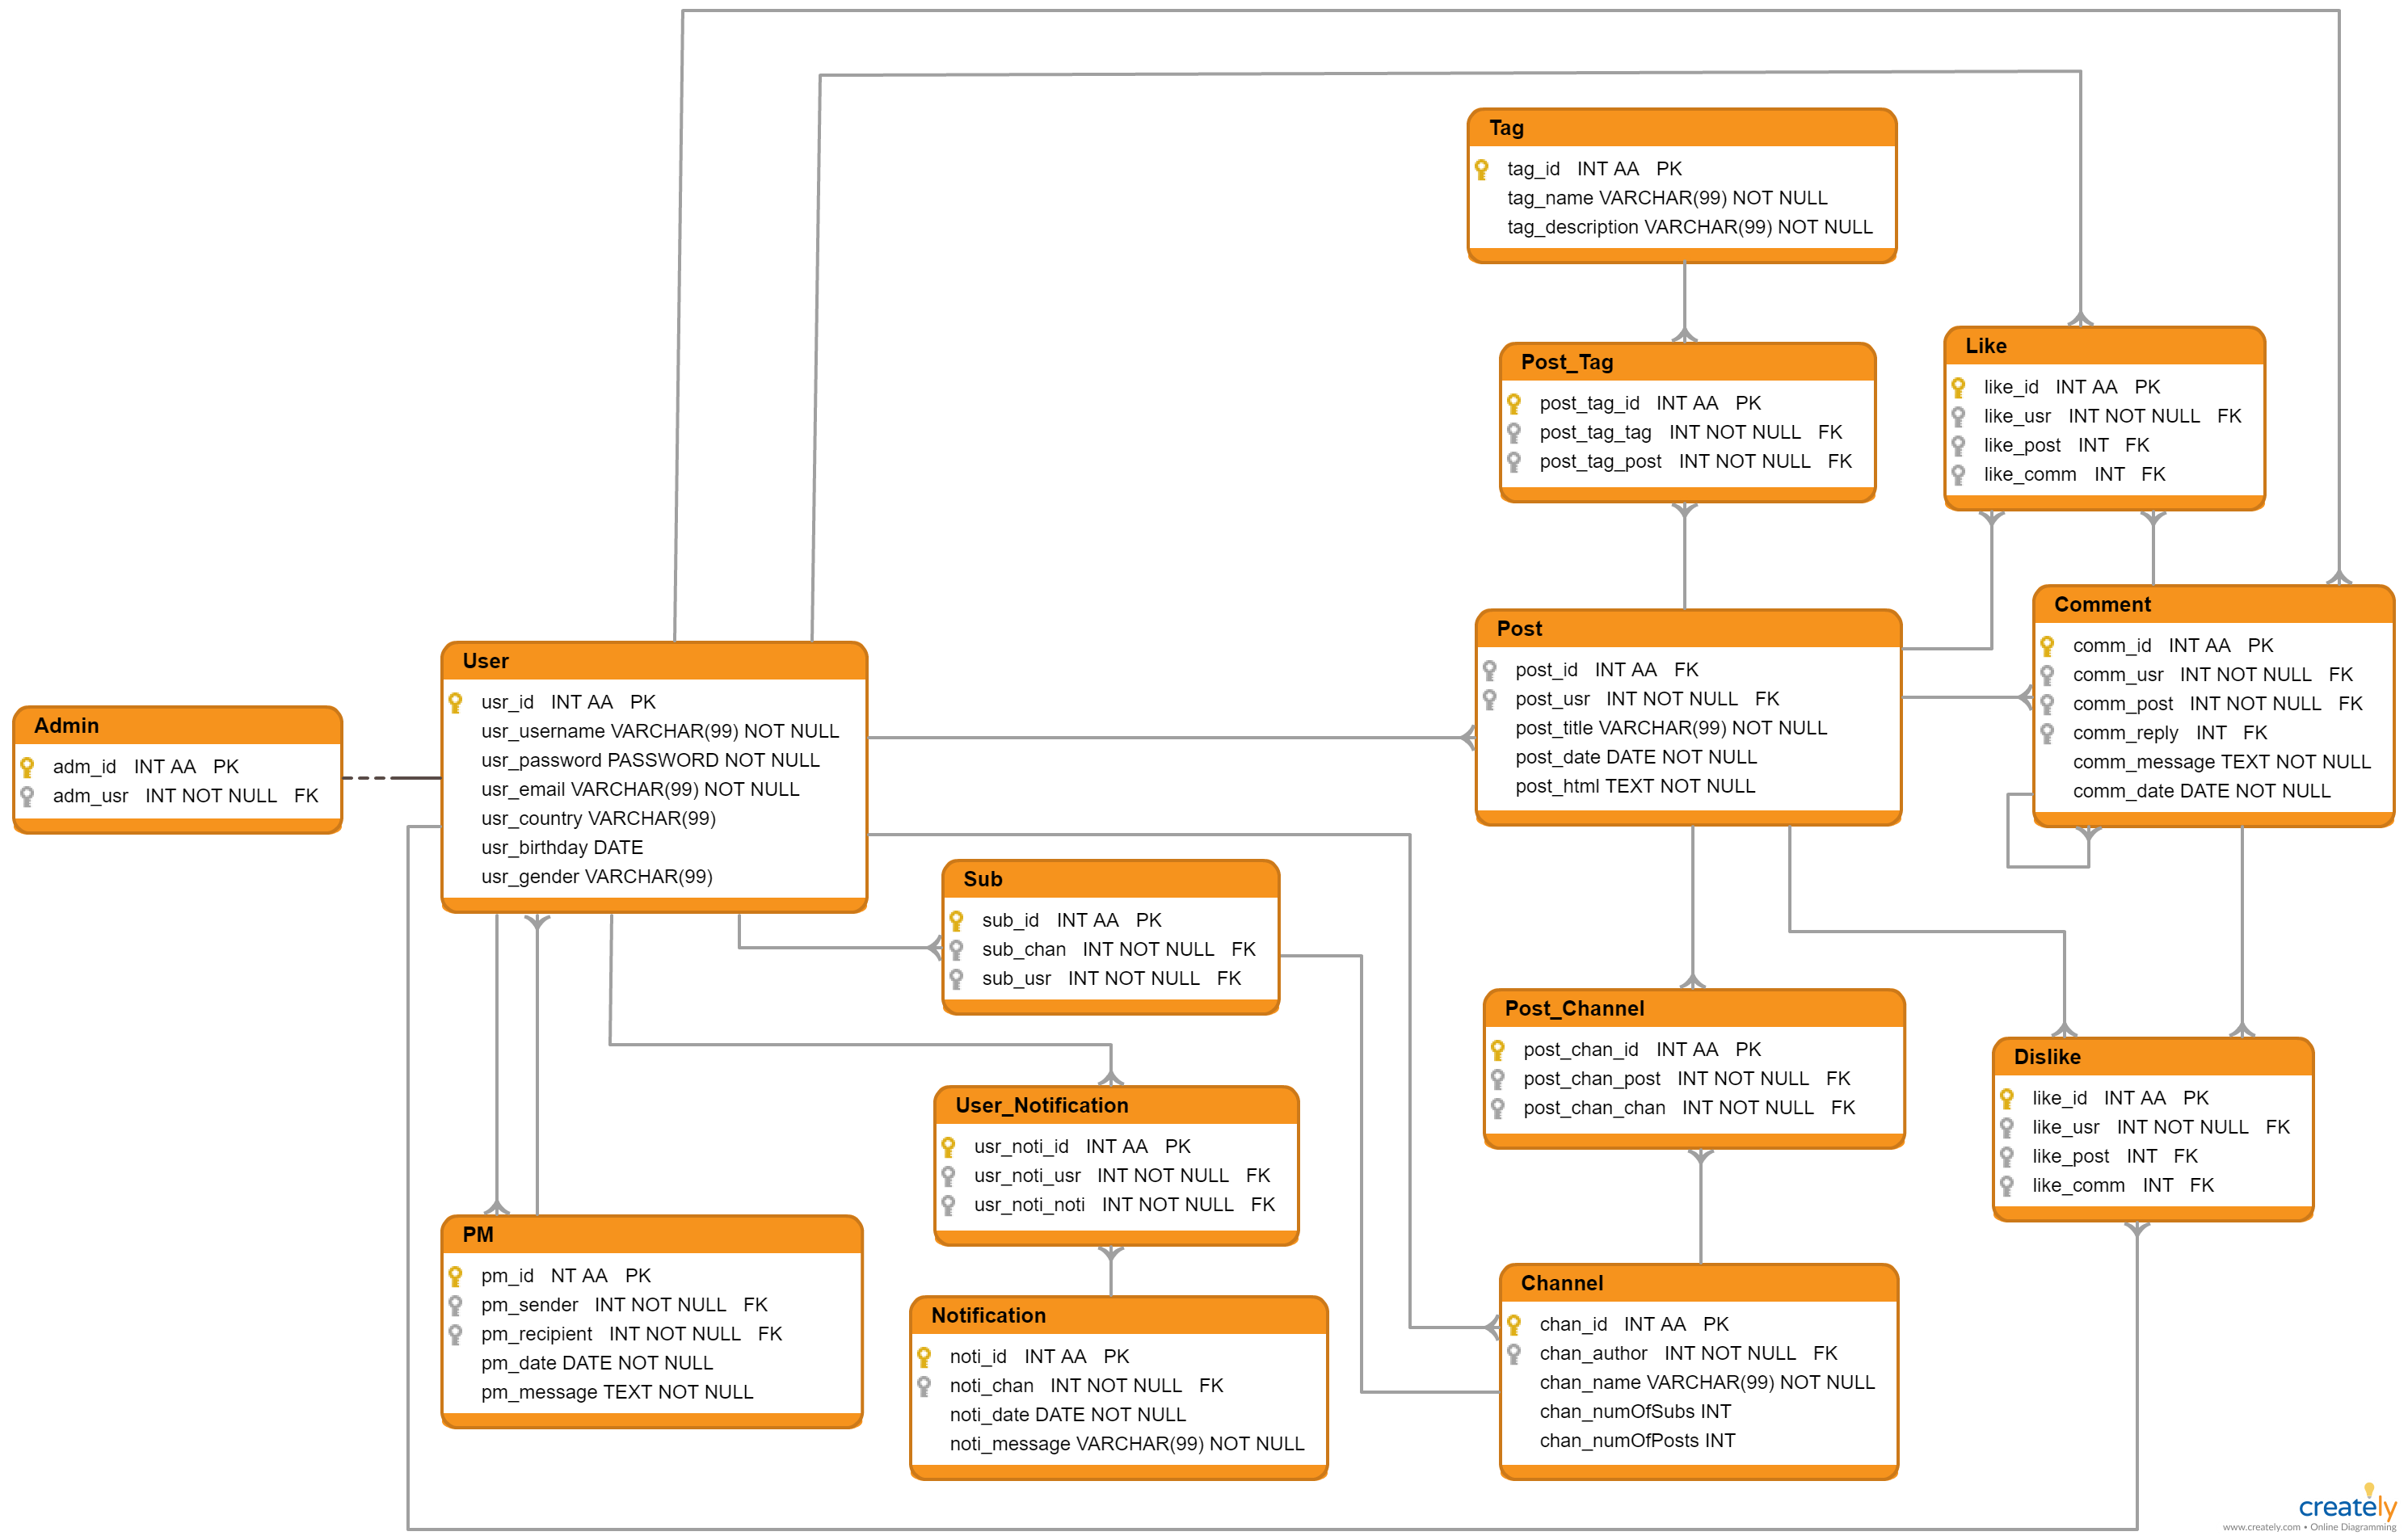 Tag
tag_id INT AA PK
tag_name VARCHAR(99) NOT NULL
tag_description VARCHAR(99) NOT NULL
Post_Tag
post_tag_id INT AA PK
post_tag_tag INT NOT NULL FK
post_tag_post INT NOT NULL FK
Like
like_id INT AA PK
like_usr INT NOT NULL FK
like_post INT FK
like_comm INT FK
Comment
comm_id INT AA PK
comm_usr INT NOT NULL FK
comm_post INT NOT NULL FK
comm_reply INT FK
comm_message TEXT NOT NULL
comm_date DATE NOT NULL
Post
post_id INT AA FK
post_usr INT NOT NULL FK
post_title VARCHAR(99) NOT NULL
post_date DATE NOT NULL
post_html TEXT NOT NULL
User
usr_id INT AA PK
usr_username VARCHAR(99) NOT NULL
usr_password PASSWORD NOT NULL
usr_email VARCHAR(99) NOT NULL
usr_country VARCHAR(99)
usr_birthday DATE
usr_gender VARCHAR(99)
Admin
adm_id INT AA PK
adm_usr INT NOT NULL FK
Sub
sub_id INT AA PK
sub_chan INT NOT NULL FK
sub_usr INT NOT NULL FK
Post_Channel
post_chan_id INT AA PK
post_chan_post INT NOT NULL FK
post_chan_chan INT NOT NULL FK
Dislike
like_id INT AA PK
like_usr INT NOT NULL FK
like_post INT FK
like_comm INT FK
User_Notification
usr_noti_id INT AA PK
usr_noti_usr INT NOT NULL FK
usr_noti_noti INT NOT NULL FK
PM
pm_id NT AA PK
pm_sender INT NOT NULL FK
pm_recipient INT NOT NULL FK
pm_date DATE NOT NULL
pm_message TEXT NOT NULL
Notification
noti_id INT AA PK
noti_chan INT NOT NULL FK
noti_date DATE NOT NULL
noti_message VARCHAR(99) NOT NULL
Channel
chan_id INT AA PK
chan_author INT NOT NULL FK
chan_name VARCHAR(99) NOT NULL
chan_numOfSubs INT
chan_numOfPosts INT
creately
www.creately.com • Online Diagramming